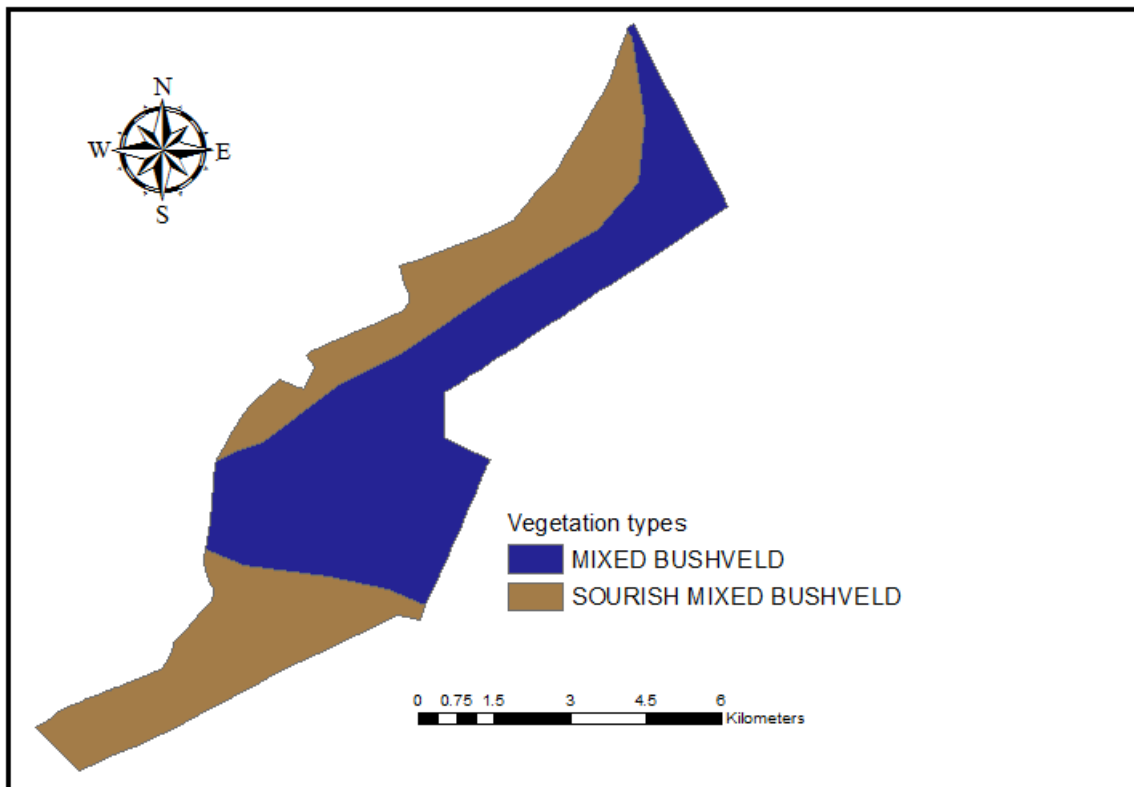 N
W E
S
Vegetation types
MIXED BUSHVELD
SOURISH MIXED BUSHVELD
0 0.75 1.5 3 4.5 6
Kilometers